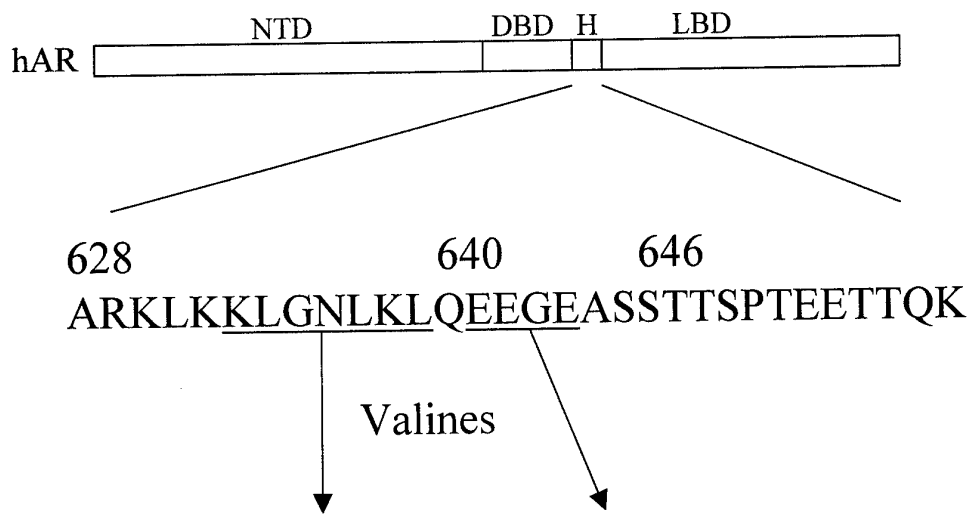 NTD DBD H LBD
hAR
628 640 646
ARKLKKLGNLKLQEEGEASSTTSPTEETTQK
Valines